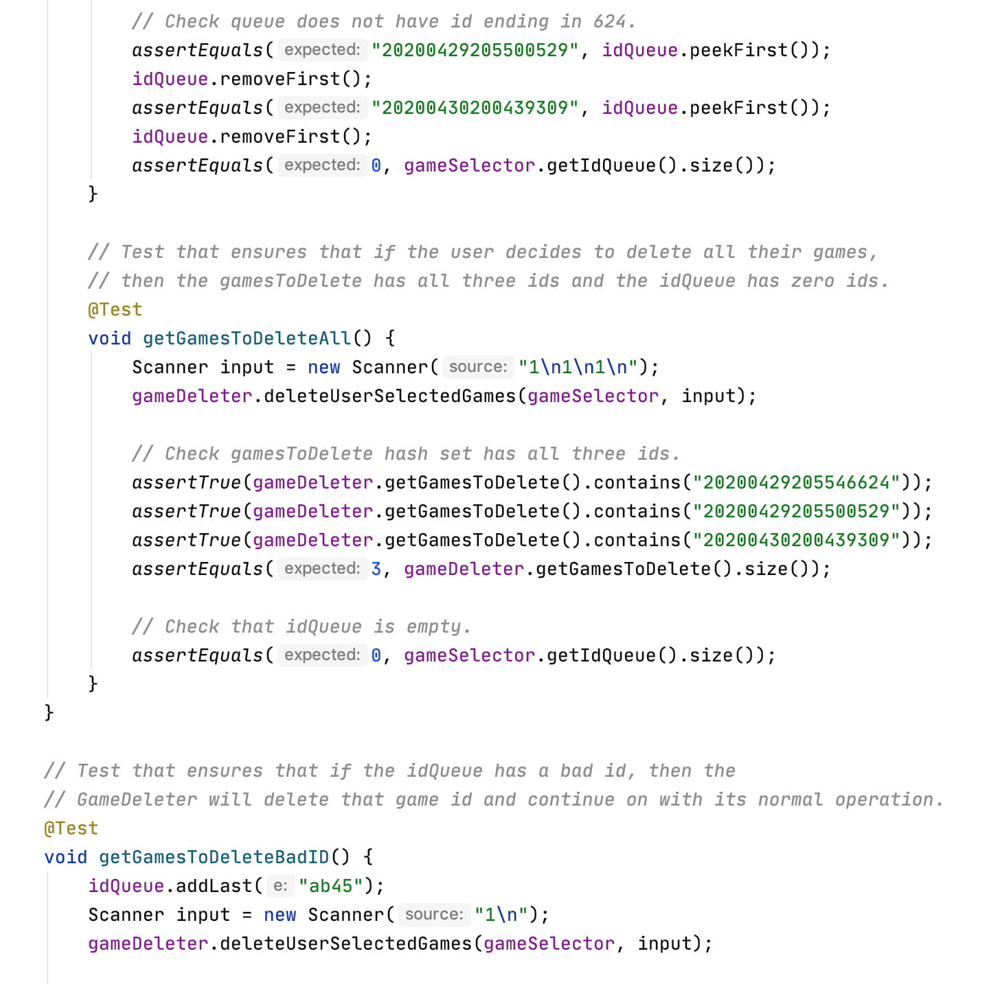 // Check queue does not have id ending in 624.
assertEquals( expected: "20200429205500529", idQueue.peekFirst());
idQueue.removeFirst();
assertEquals( expected: "20200430200439309", idQueue.peekFirst());
idQueue.removeFirst();
assertEquals( expected: 0, gameSelector.getIdQueue().size());
}
// Test that ensures that if the user decides to delete all their games,
// then the gamesToDelete has all three ids and the idQueue has zero ids.
@Test
void getGamesToDeleteAll() {
Scanner input = new Scanner( source: "1\n1\n1\n");
gameDeleter.deleteUserSelectedGames(gameSelector, input);
// Check gamesToDelete hash set has all three ids.
assertTrue(gameDeleter.getGamesToDelete().contains("20200429205546624"));
assertTrue(gameDeleter.getGamesToDelete().contains("20200429205500529"));
assertTrue(gameDeleter.getGamesToDelete().contains("20200430200439309"));
assertEquals( expected: 3, gameDeleter.getGamesToDelete().size());
// Check that idQueue is empty.
assertEquals( expected: 0, gameSelector.getIdQueue().size());
}
}
// Test that ensures that if the idQueue has a bad id, then the
// GameDeleter will delete that game id and continue on with its normal operation.
@Test
void getGamesToDeleteBadID() {
idQueue.addLast( e: "ab45");
Scanner input = new Scanner( source: "1\n");
gameDeleter.deleteUserSelectedGames(gameSelector, input);